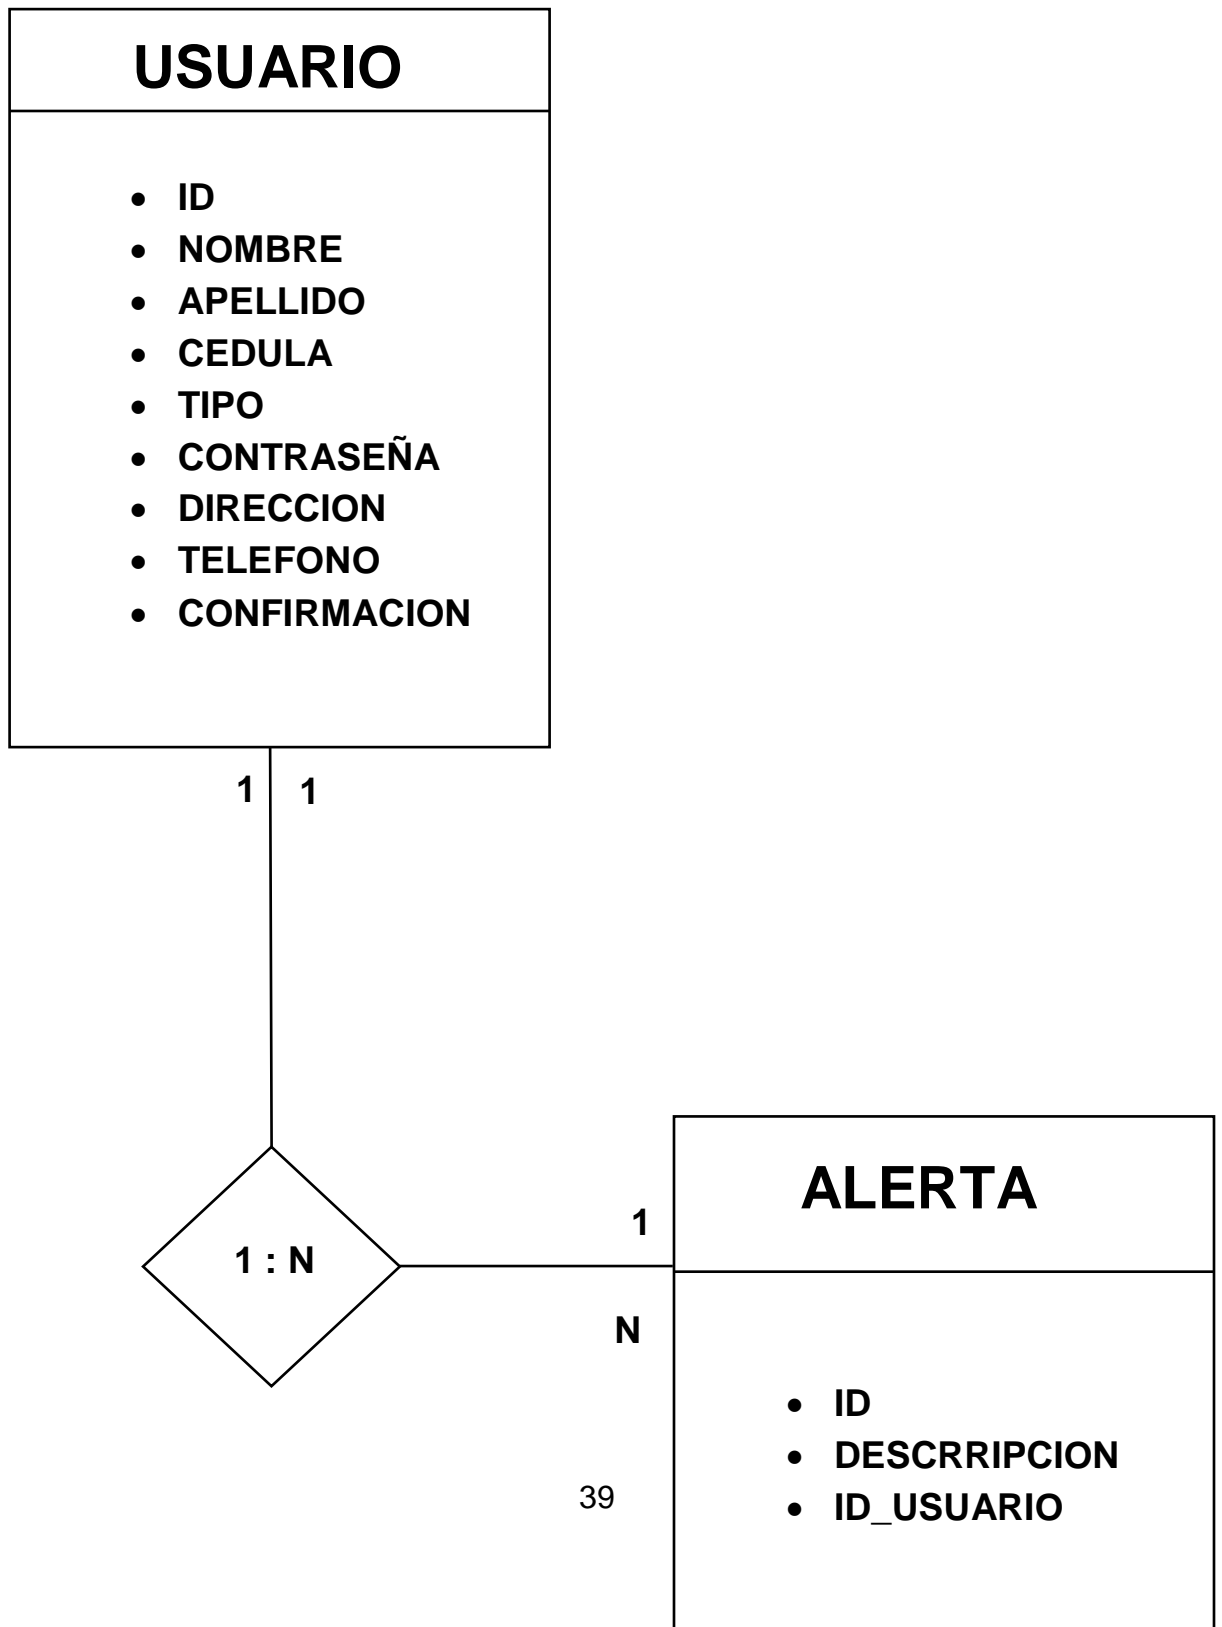 USUARIO
• ID
• NOMBRE
• APELLIDO
• CEDULA
• TIPO
• CONTRASEÑA
• DIRECCION
• TELEFONO
• CONFIRMACION
1 1
1 : N
1
N
ALERTA
• ID
• DESCRRIPCION
• ID_USUARIO
39